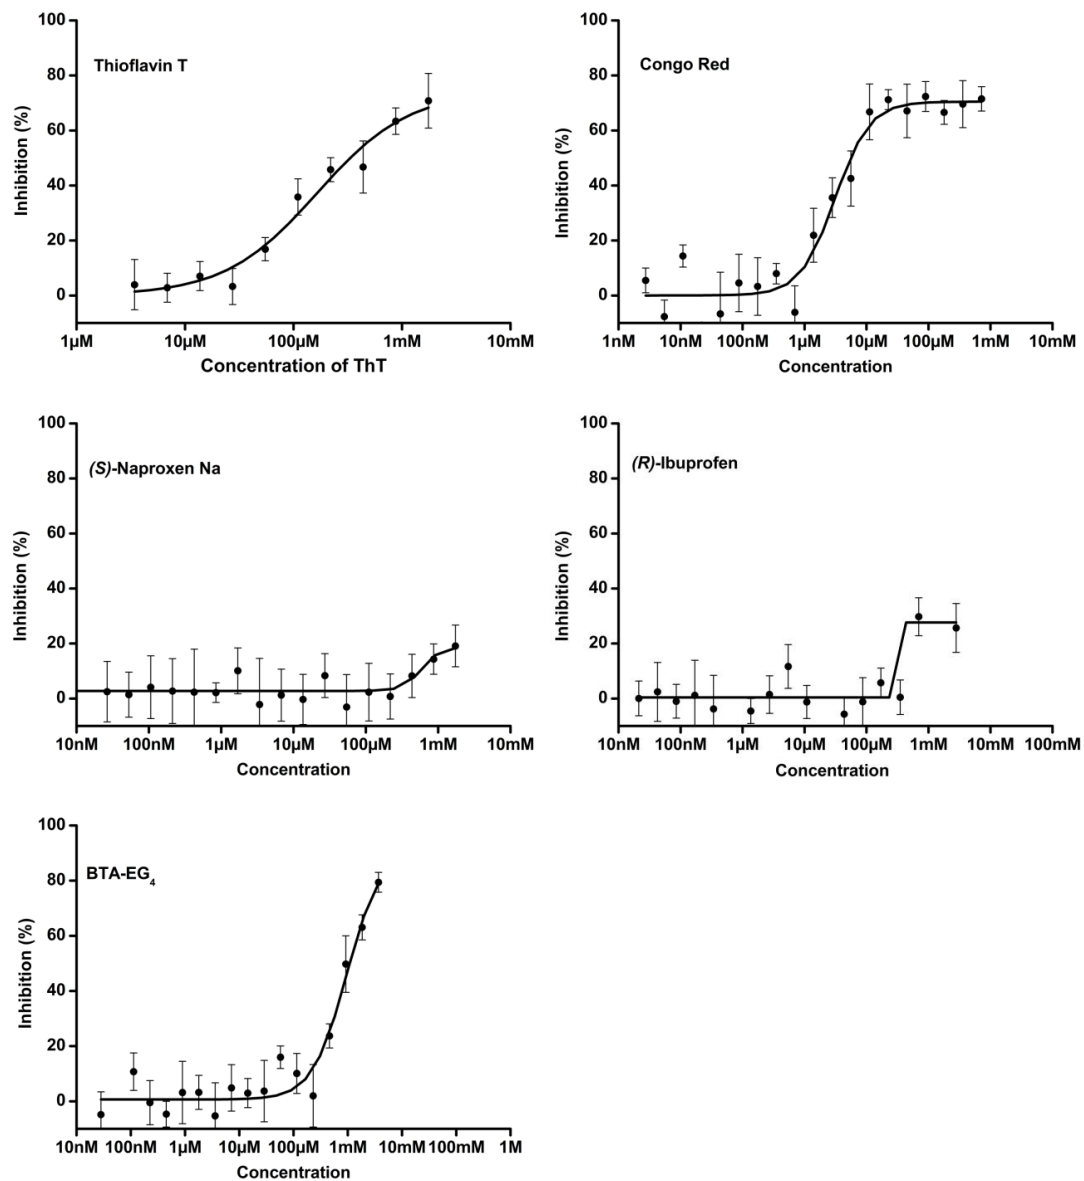 100
80
60
40
20
0
Inhibition (%)
Thioflavin T
1µM 10µM 100µM 1mM 10mM
Concentration of ThT
100
80
60
40
20
0
Inhibition (%)
Congo Red
1nM 10nM 100nM 1µM 10µM 100µM 1mM 10mM
Concentration
100
80
60
40
20
0
Inhibition (%)
(S)-Naproxen Na
10nM 100nM 1µM 10µM 100µM 1mM 10mM
Concentration
100
80
60
40
20
0
Inhibition (%)
(R)-Ibuprofen
10nM 100nM 1µM 10µM 100µM 1mM 10mM 100mM
Concentration
100
80
60
40
20
0
Inhibition (%)
BTA-EG₄
10nM 100nM 1µM 10µM 100µM 1mM 10mM 100mM 1M
Concentration